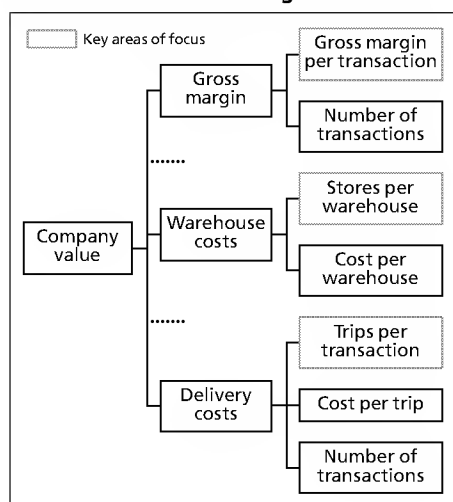 Key areas of focus
Gross margin
per transaction
Gross
margin
Number of
transactions
.......
Stores per
warehouse
Company
value
Warehouse
costs
Cost per
warehouse
.......
Trips per
transaction
Delivery
costs
Cost per trip
Number of
transactions